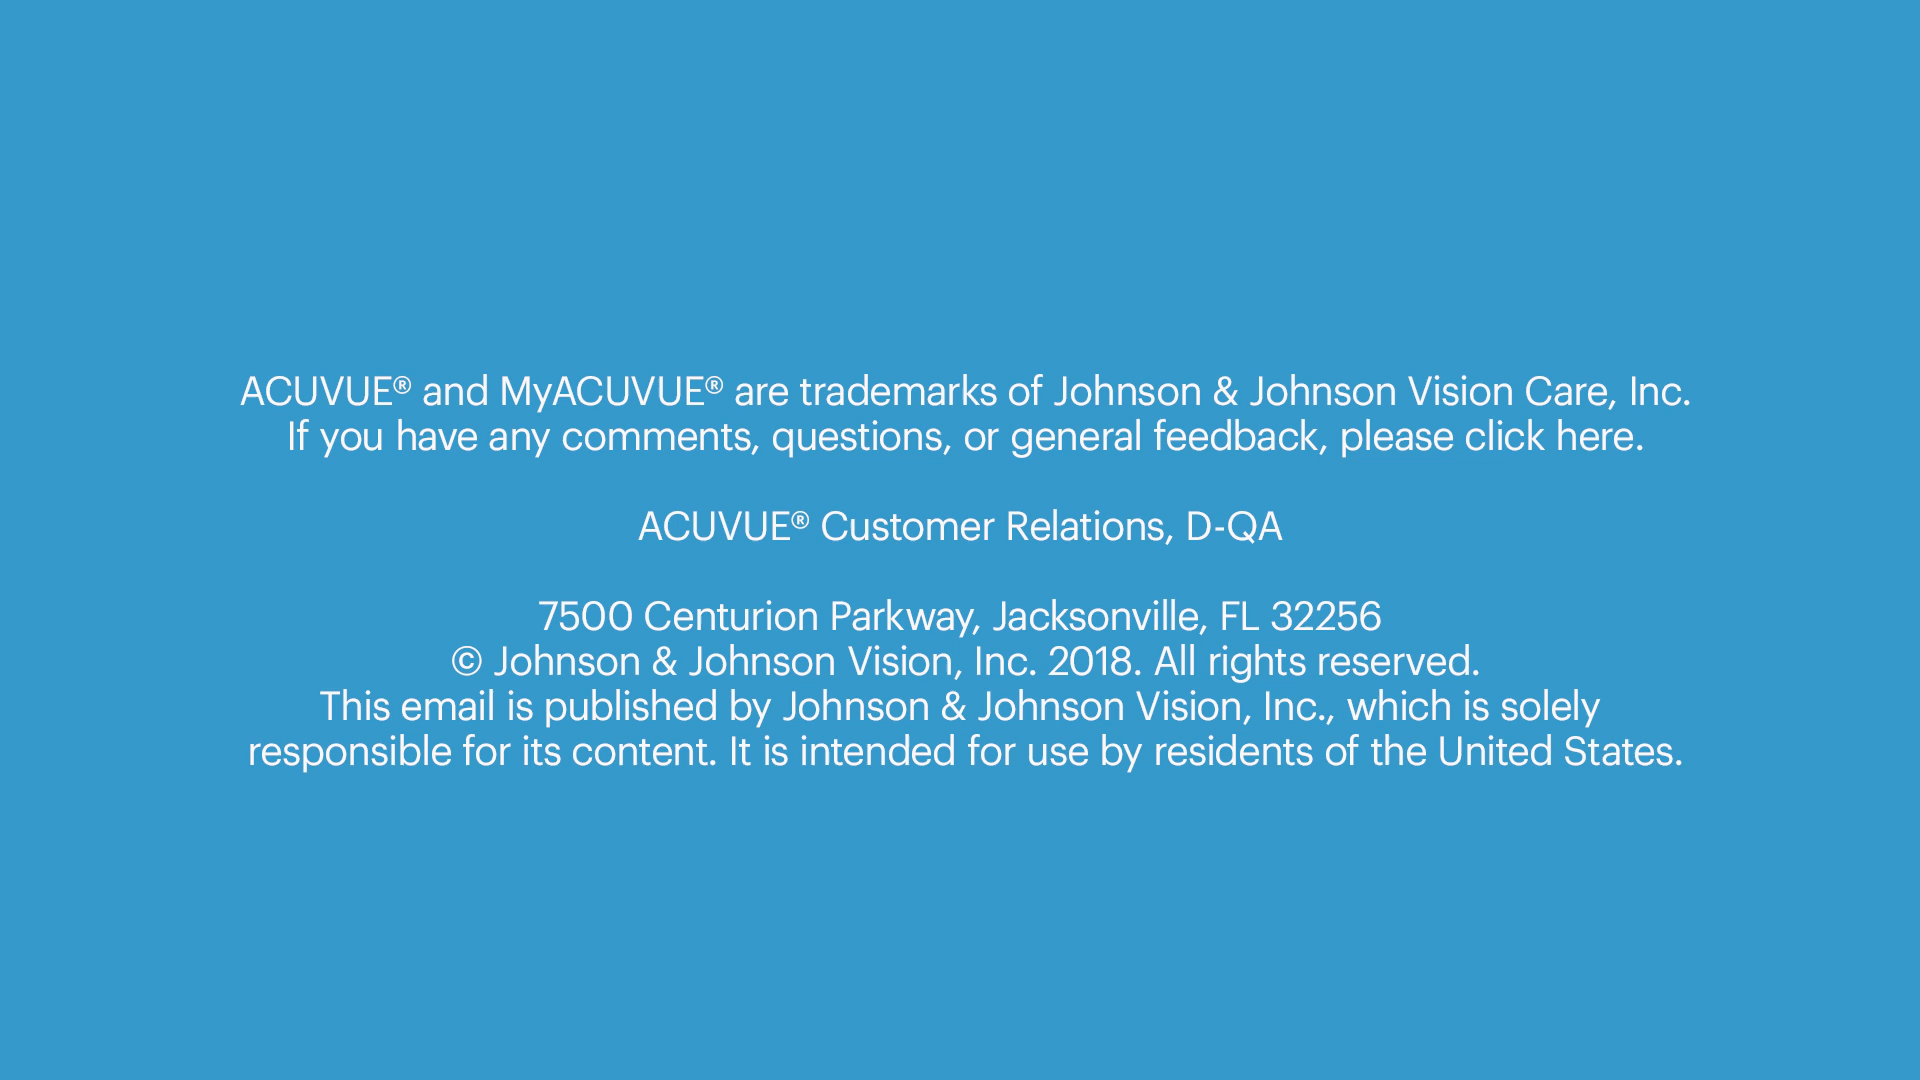 ACUVUE® and MyACUVUE® are trademarks of Johnson & Johnson Vision Care, Inc.
If you have any comments, questions, or general feedback, please click here.
ACUVUE® Customer Relations, D-QA
7500 Centurion Parkway, Jacksonville, FL 32256
© Johnson & Johnson Vision, Inc. 2018. All rights reserved.
This email is published by Johnson & Johnson Vision, Inc., which is solely
responsible for its content. It is intended for use by residents of the United States.